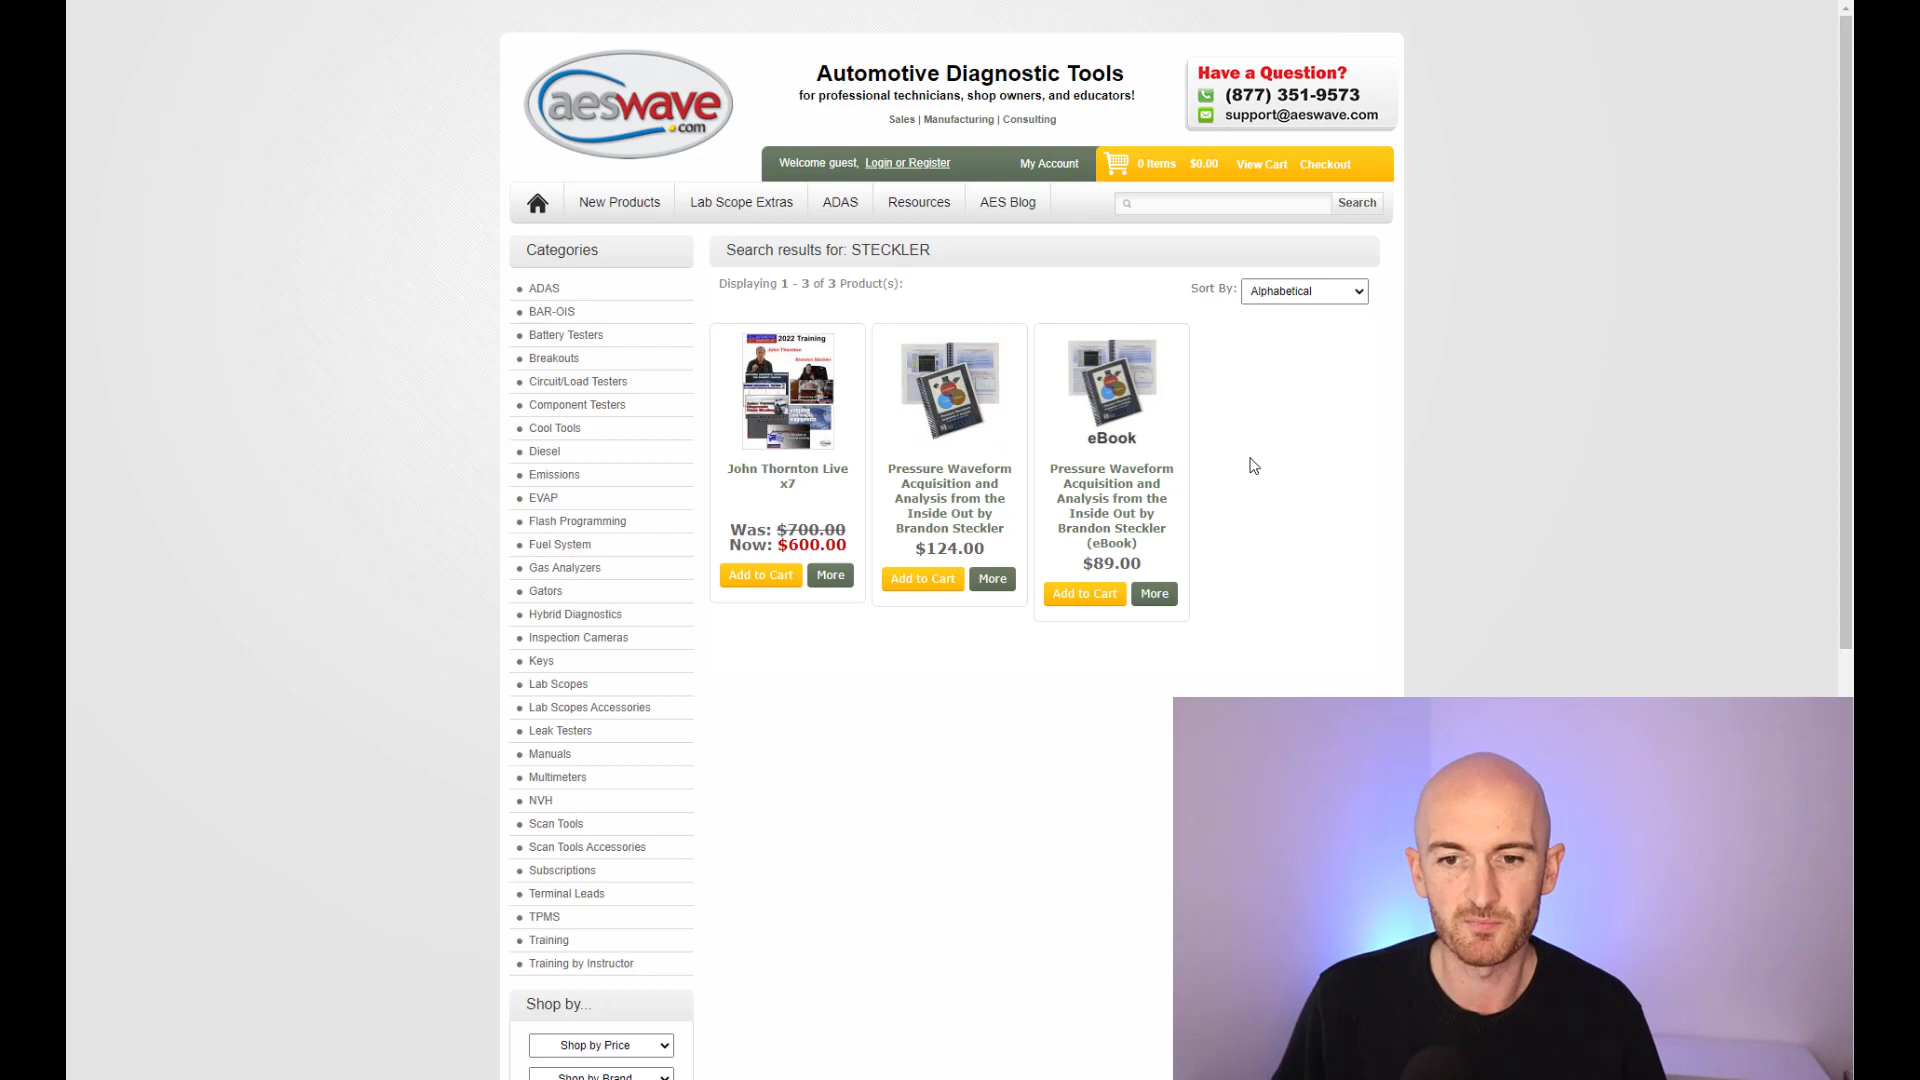 aeswave
.com
Automotive Diagnostic Tools
for professional technicians, shop owners, and educators!
Sales | Manufacturing | Consulting
Have a Question?
(877) 351-9573
support@aeswave.com
Welcome guest, Login or Register
My Account
0 Items $0.00 View Cart Checkout
New Products
Lab Scope Extras
ADAS
Resources
AES Blog
Search
Categories
ADAS
BAR-OIS
Battery Testers
Breakouts
Circuit/Load Testers
Component Testers
Cool Tools
Diesel
Emissions
EVAP
Flash Programming
Fuel System
Gas Analyzers
Gators
Hybrid Diagnostics
Inspection Cameras
Keys
Lab Scopes
Lab Scopes Accessories
Leak Testers
Manuals
Multimeters
NVH
Scan Tools
Scan Tools Accessories
Subscriptions
Terminal Leads
TPMS
Training
Training by Instructor
Shop by...
Shop by Price
Shop by Brand
Search results for: STECKLER
Displaying 1 - 3 of 3 Product(s):
Sort By: Alphabetical
2022 Training
John Thornton
Brandon Steckler
John Thornton Live
x7
Was: $700.00
Now: $600.00
Add to Cart
More
Pressure Waveform
Acquisition and
Analysis from the
Inside Out by
Brandon Steckler
$124.00
Add to Cart
More
eBook
Pressure Waveform
Acquisition and
Analysis from the
Inside Out by
Brandon Steckler
(eBook)
$89.00
Add to Cart
More